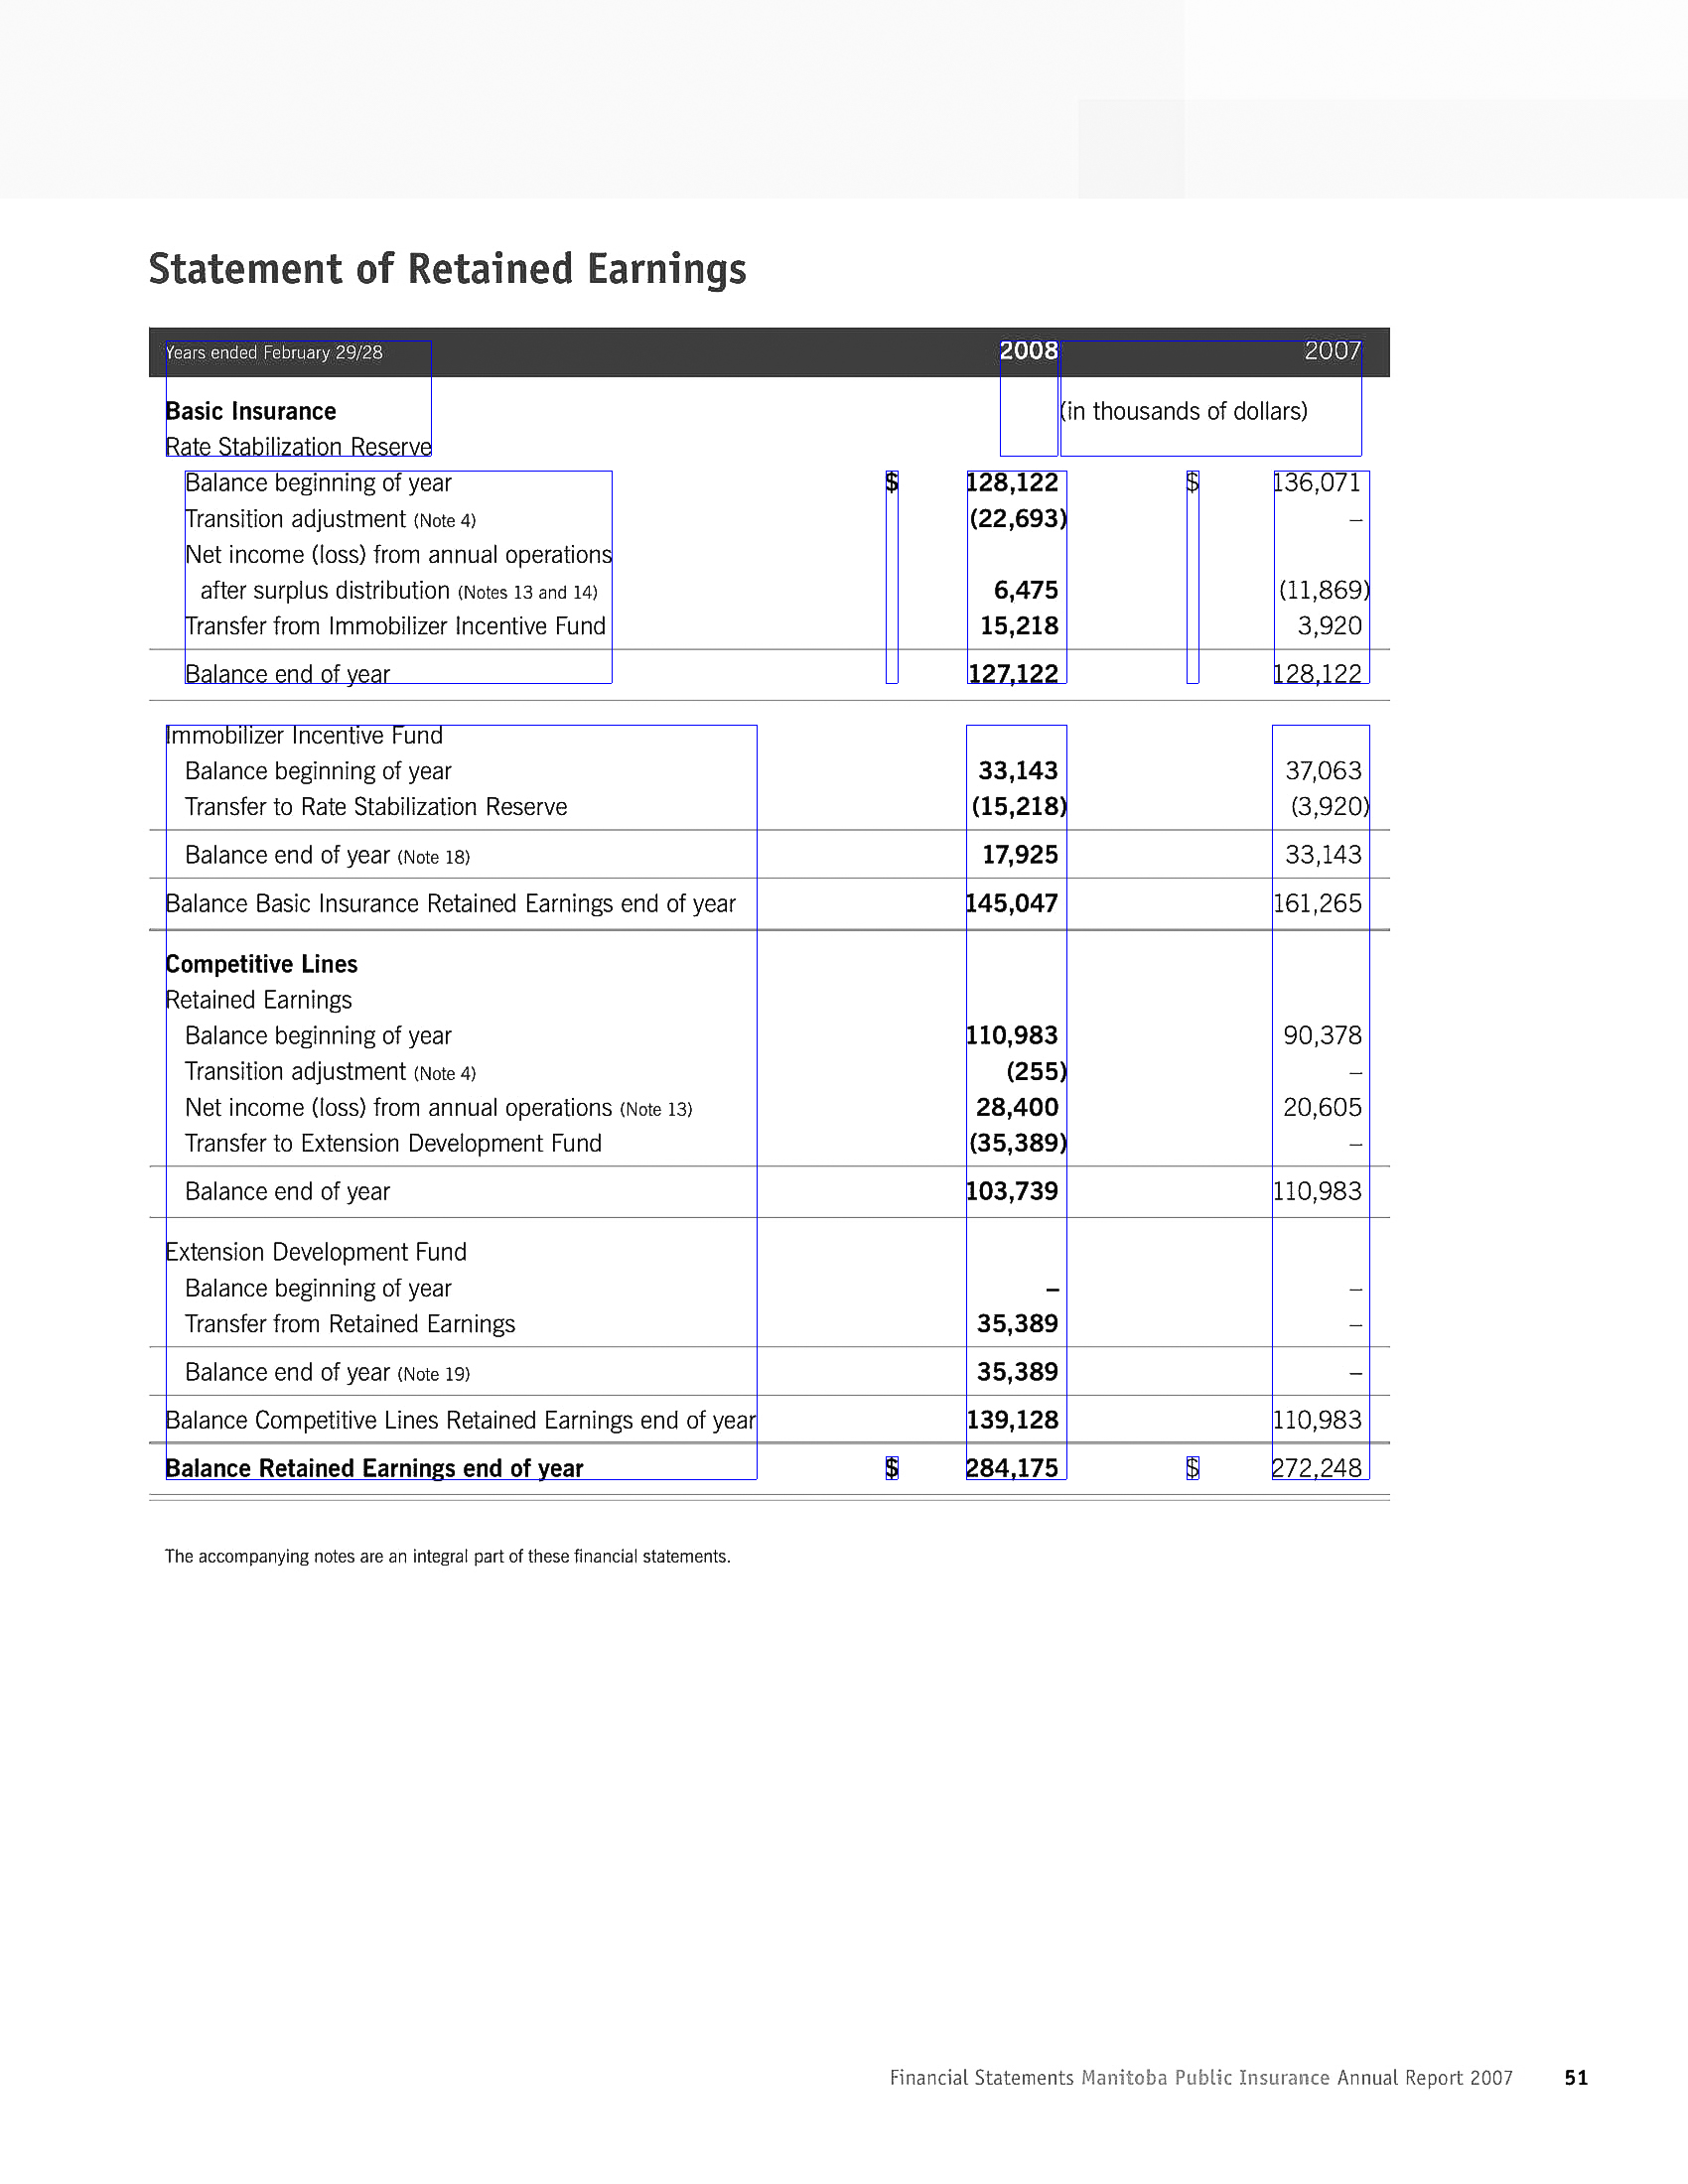 Statement of Retained Earnings
Years ended February 29/28 2008 2007
Basic Insurance (in thousands of dollars)
Rate Stabilization Reserve
Balance beginning of year $ 128,122 $ 136,071
Transition adjustment (Note 4) (22,693) –
Net income (loss) from annual operations
after surplus distribution (Notes 13 and 14) 6,475 (11,869)
Transfer from Immobilizer Incentive Fund 15,218 3,920
Balance end of year 127,122 128,122
Immobilizer Incentive Fund
Balance beginning of year 33,143 37,063
Transfer to Rate Stabilization Reserve (15,218) (3,920)
Balance end of year (Note 18) 17,925 33,143
Balance Basic Insurance Retained Earnings end of year 145,047 161,265
Competitive Lines
Retained Earnings
Balance beginning of year 110,983 90,378
Transition adjustment (Note 4) (255) –
Net income (loss) from annual operations (Note 13) 28,400 20,605
Transfer to Extension Development Fund (35,389) –
Balance end of year 103,739 110,983
Extension Development Fund
Balance beginning of year – –
Transfer from Retained Earnings 35,389 –
Balance end of year (Note 19) 35,389 –
Balance Competitive Lines Retained Earnings end of year 139,128 110,983
Balance Retained Earnings end of year $ 284,175 $ 272,248
The accompanying notes are an integral part of these financial statements.
Financial Statements Manitoba Public Insurance Annual Report 2007 51